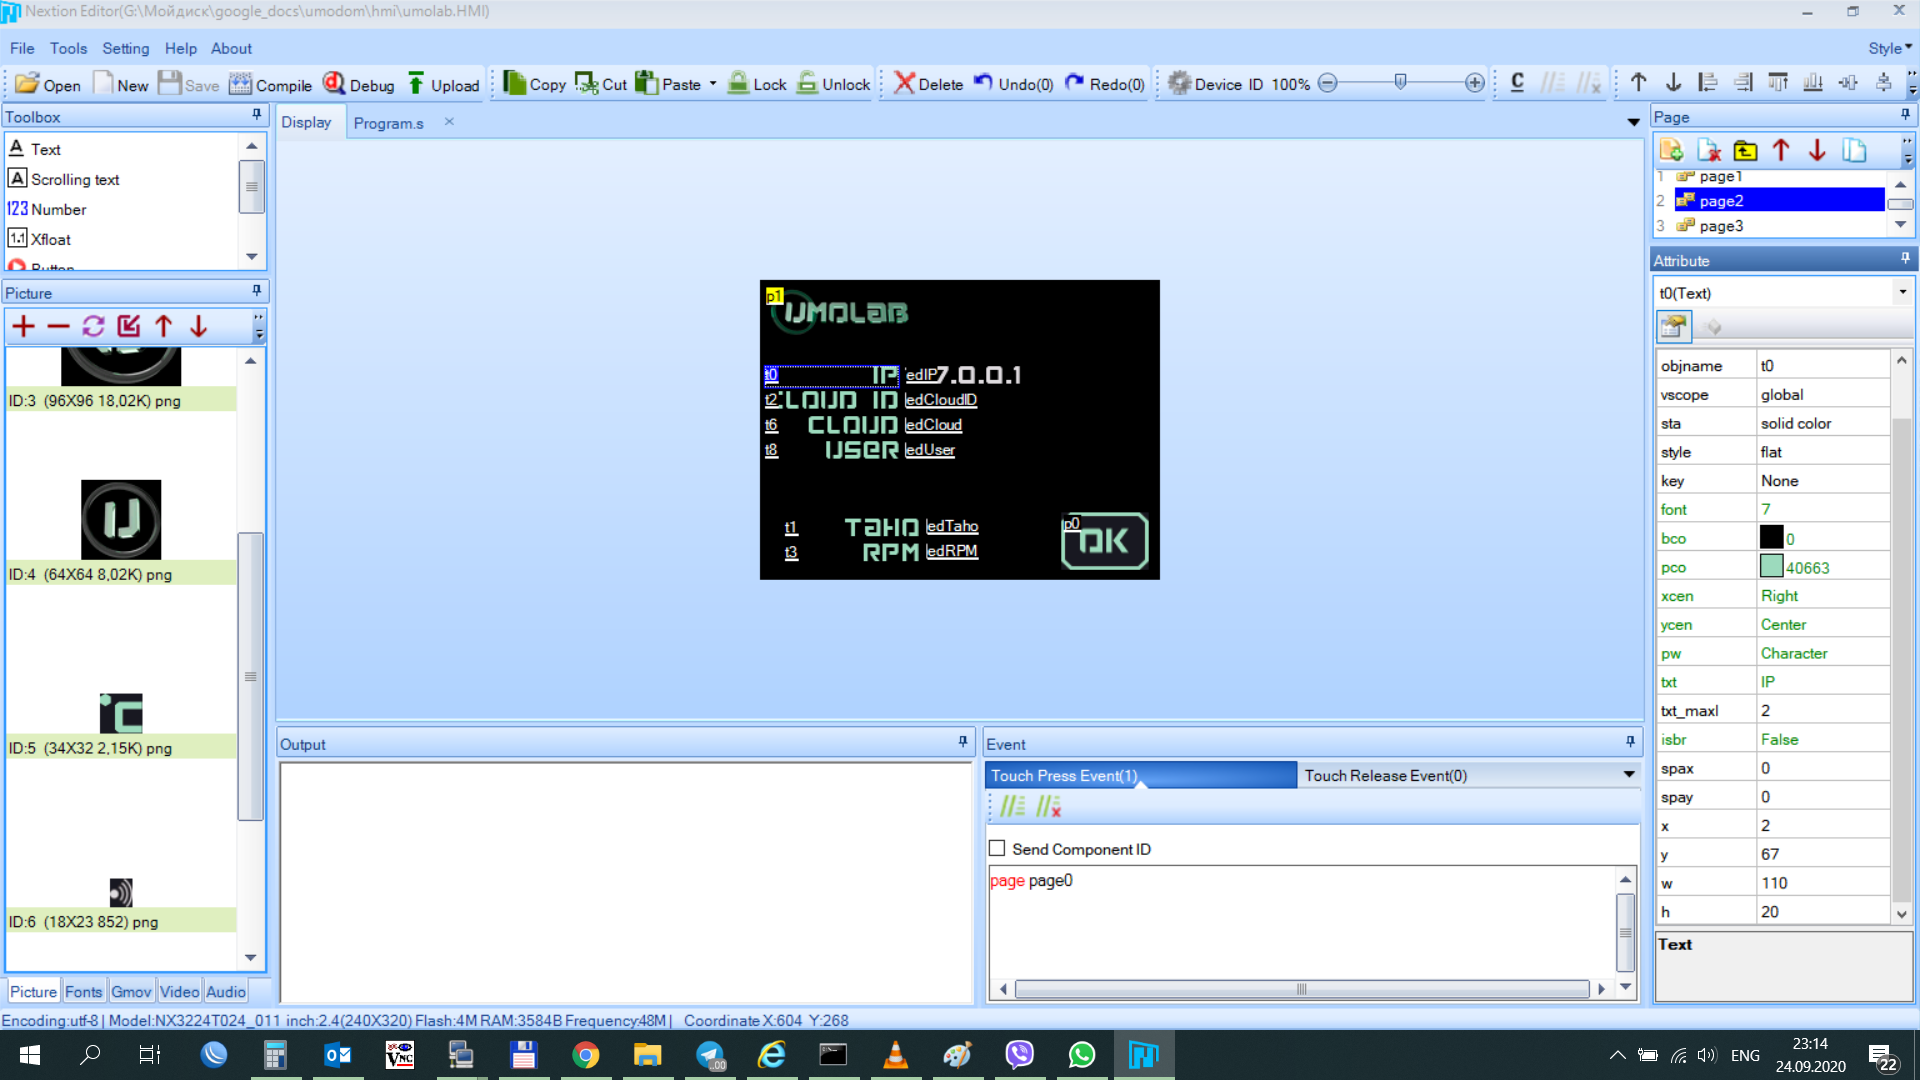 Nextion Editor(G:\Мойдиск\google_docs\umodom\hmi\umolab.HMI)
File Tools Setting Help About Style
Open New Save Compile Debug Upload Copy Cut Paste Lock Unlock Delete Undo(0) Redo(0) Device ID 100%
Toolbox
Text
Scrolling text
123 Number
1.1 Xfloat
Button
Picture
ID:3 (96X96 18,02K) png
ID:4 (64X64 8,02K) png
ID:5 (34X32 2,15K) png
ID:6 (18X23 852) png
Picture Fonts Gmov Video Audio
Display Program.s
p1 UMOLAB
t0 IP edIP7.0.0.1
t2 CLOUD ID edCloudID
t6 CLOUD edCloud
t8 USER edUser
t1 TAHO edTaho
t3 RPM edRPM
p0 OK
Output
Event
Touch Press Event(1) Touch Release Event(0)
Send Component ID
page page0
Page
1 page1
2 page2
3 page3
Attribute
t0(Text)
objname t0
vscope global
sta solid color
style flat
key None
font 7
bco 0
pco 40663
xcen Right
ycen Center
pw Character
txt IP
txt_maxl 2
isbr False
spax 0
spay 0
x 2
y 67
w 110
h 20
Text
Encoding:utf-8 | Model:NX3224T024_011 inch:2.4(240X320) Flash:4M RAM:3584B Frequency:48M | Coordinate X:604 Y:268
ENG
23:14
24.09.2020
22